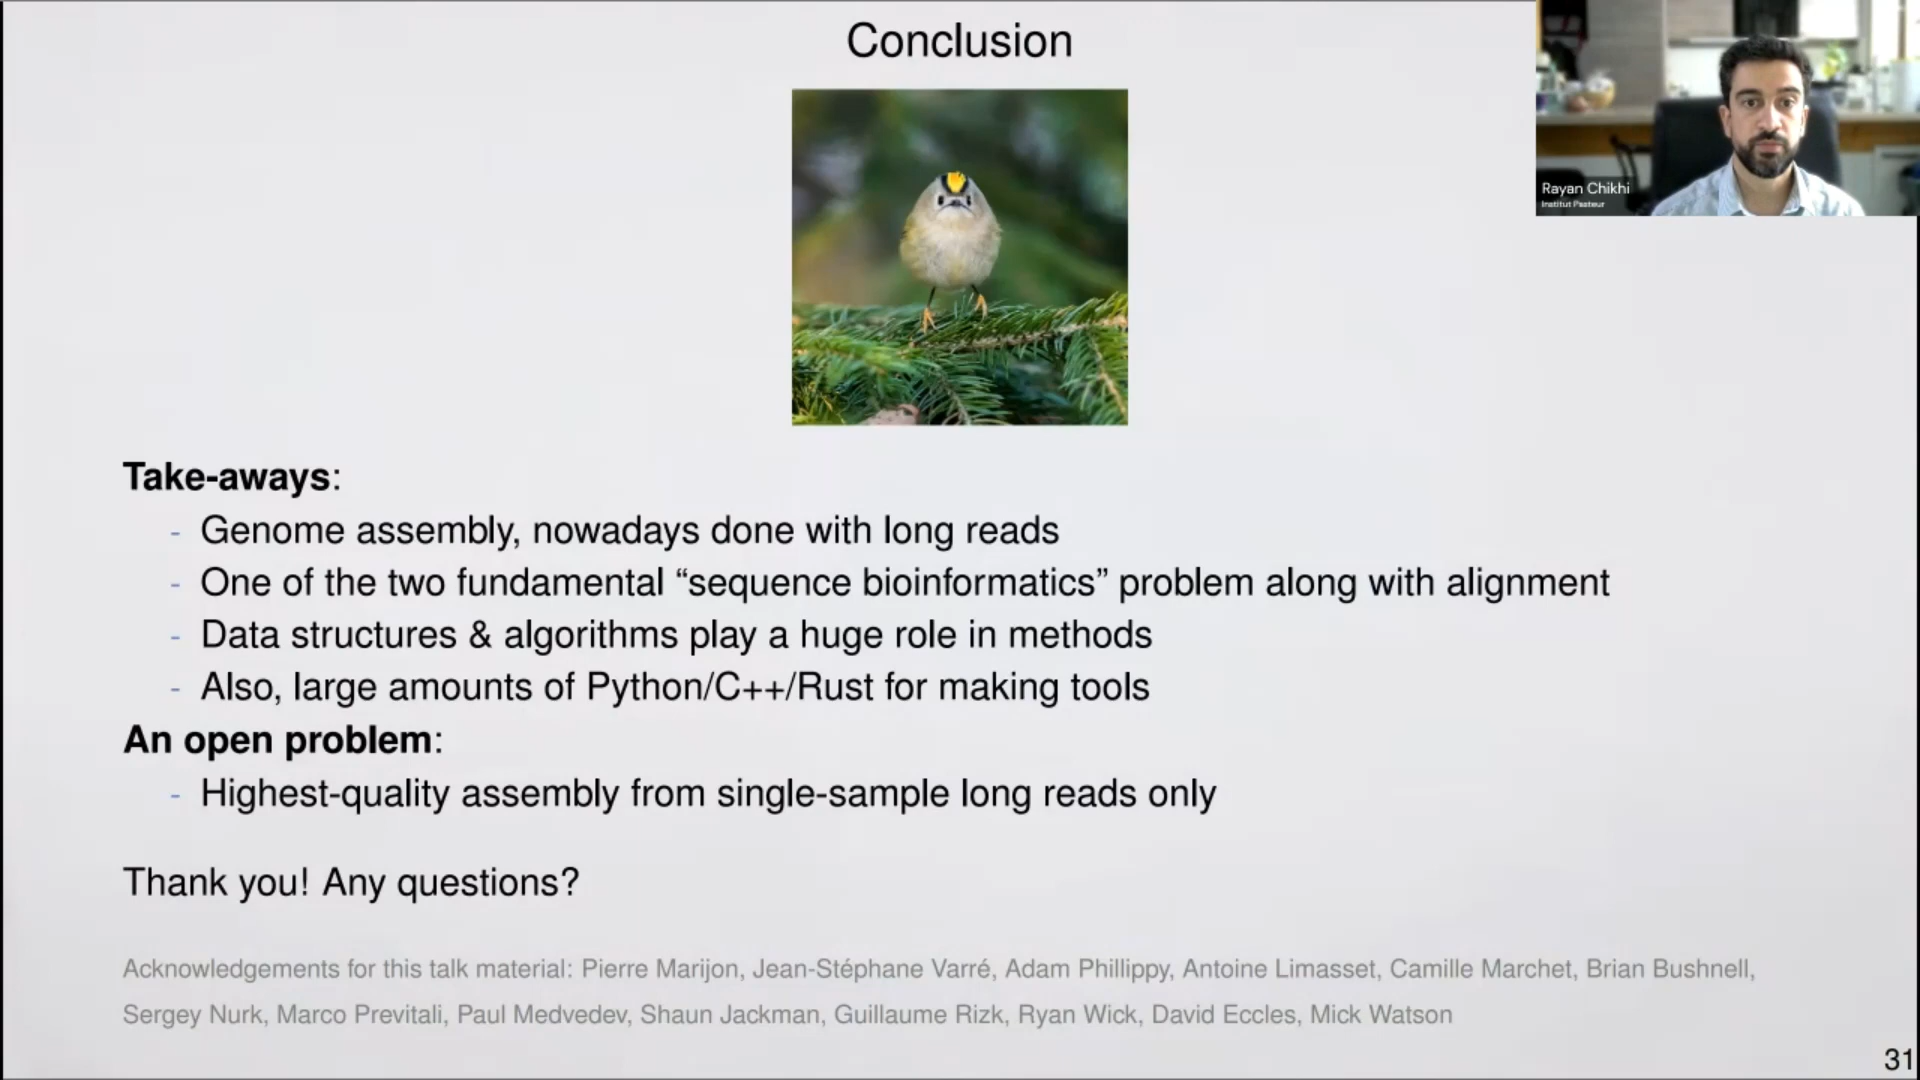 Conclusion
Rayan Chikhi
Institut Pasteur
Take-aways:
- Genome assembly, nowadays done with long reads
- One of the two fundamental “sequence bioinformatics” problem along with alignment
- Data structures & algorithms play a huge role in methods
- Also, large amounts of Python/C++/Rust for making tools
An open problem:
- Highest-quality assembly from single-sample long reads only
Thank you! Any questions?
Acknowledgements for this talk material: Pierre Marijon, Jean-Stéphane Varré, Adam Phillippy, Antoine Limasset, Camille Marchet, Brian Bushnell,
Sergey Nurk, Marco Previtali, Paul Medvedev, Shaun Jackman, Guillaume Rizk, Ryan Wick, David Eccles, Mick Watson
31